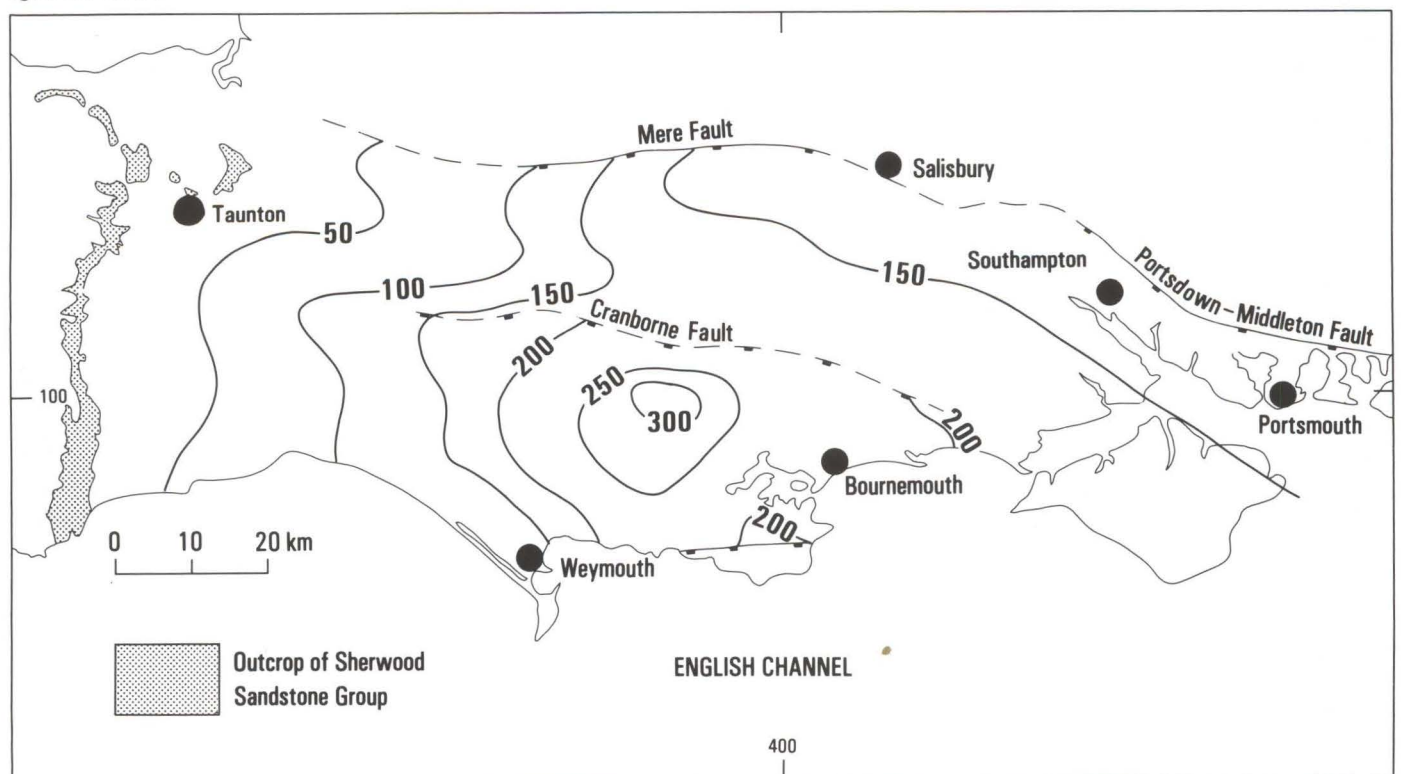 Mere Fault
Salisbury
Taunton
50
Southampton
150
100
150
Portsdown–Middleton Fault
Cranborne Fault
200
250
100
300
Portsmouth
200
Bournemouth
0 10 20 km
200
Weymouth
Outcrop of Sherwood
Sandstone Group
ENGLISH CHANNEL
400